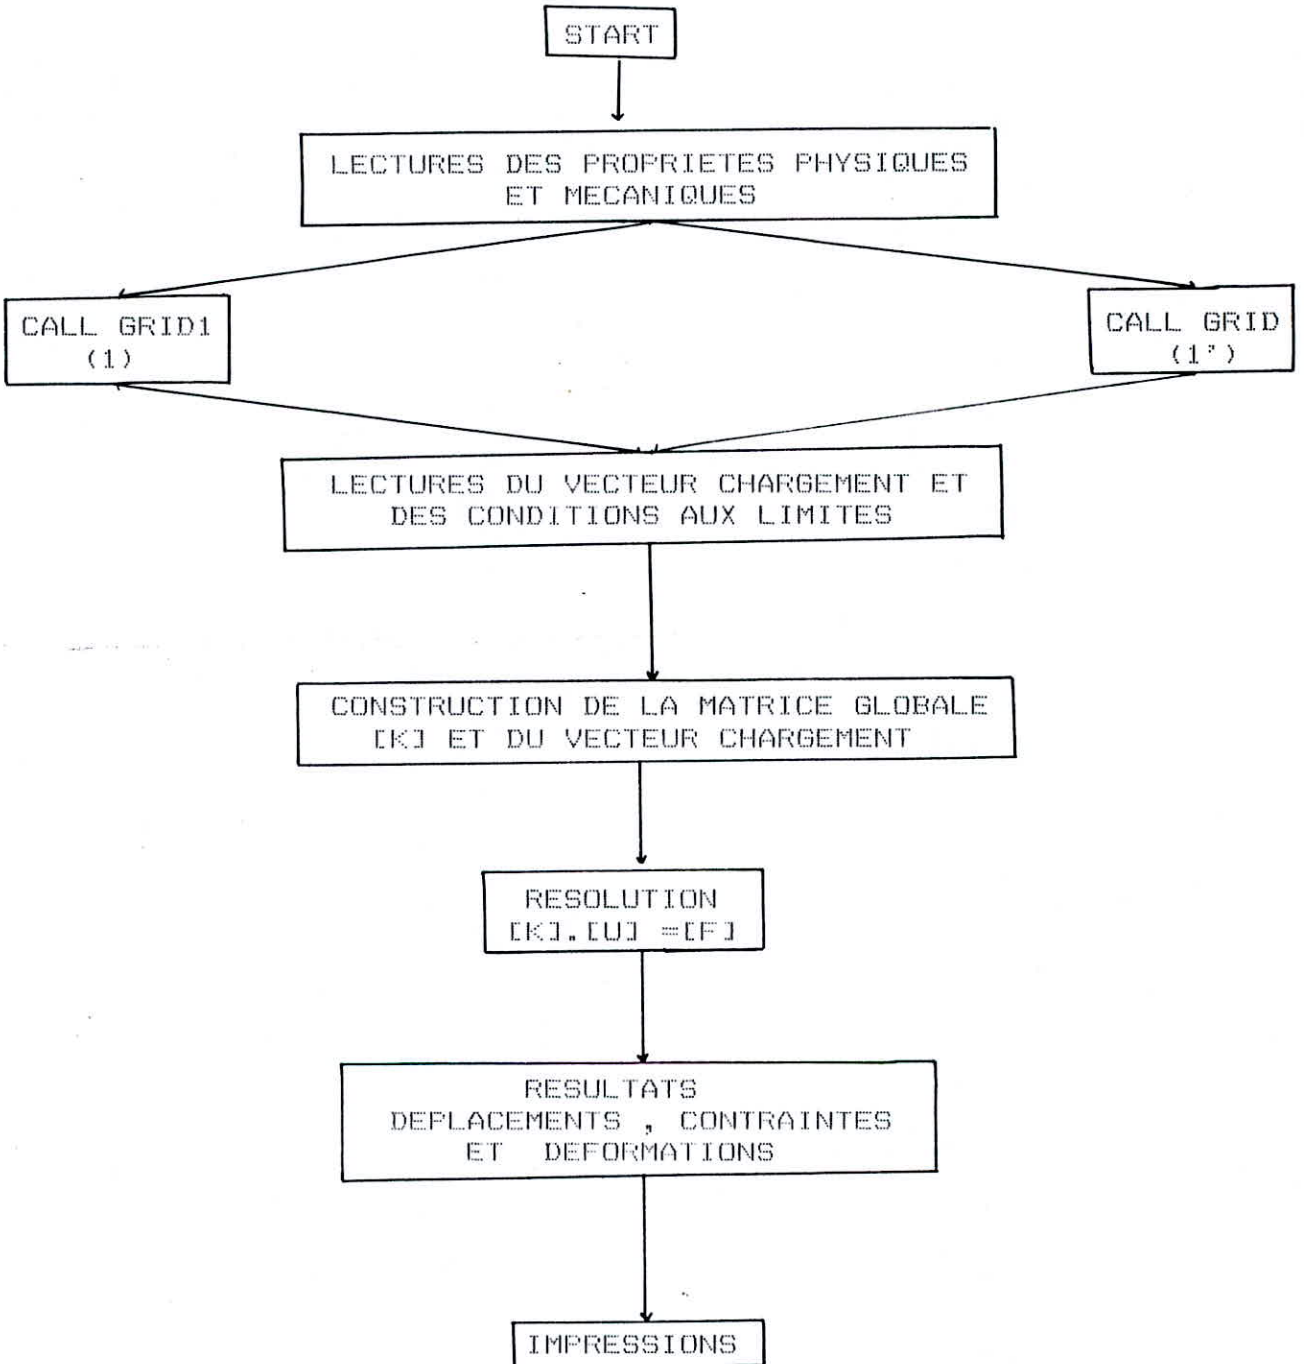 START
LECTURES DES PROPRIETES PHYSIQUES
ET MECANIQUES
CALL GRID1
(1)
CALL GRID
(1')
LECTURES DU VECTEUR CHARGEMENT ET
DES CONDITIONS AUX LIMITES
CONSTRUCTION DE LA MATRICE GLOBALE
[K] ET DU VECTEUR CHARGEMENT
RESOLUTION
[K].[U] =[F]
RESULTATS
DEPLACEMENTS , CONTRAINTES
ET DEFORMATIONS
IMPRESSIONS